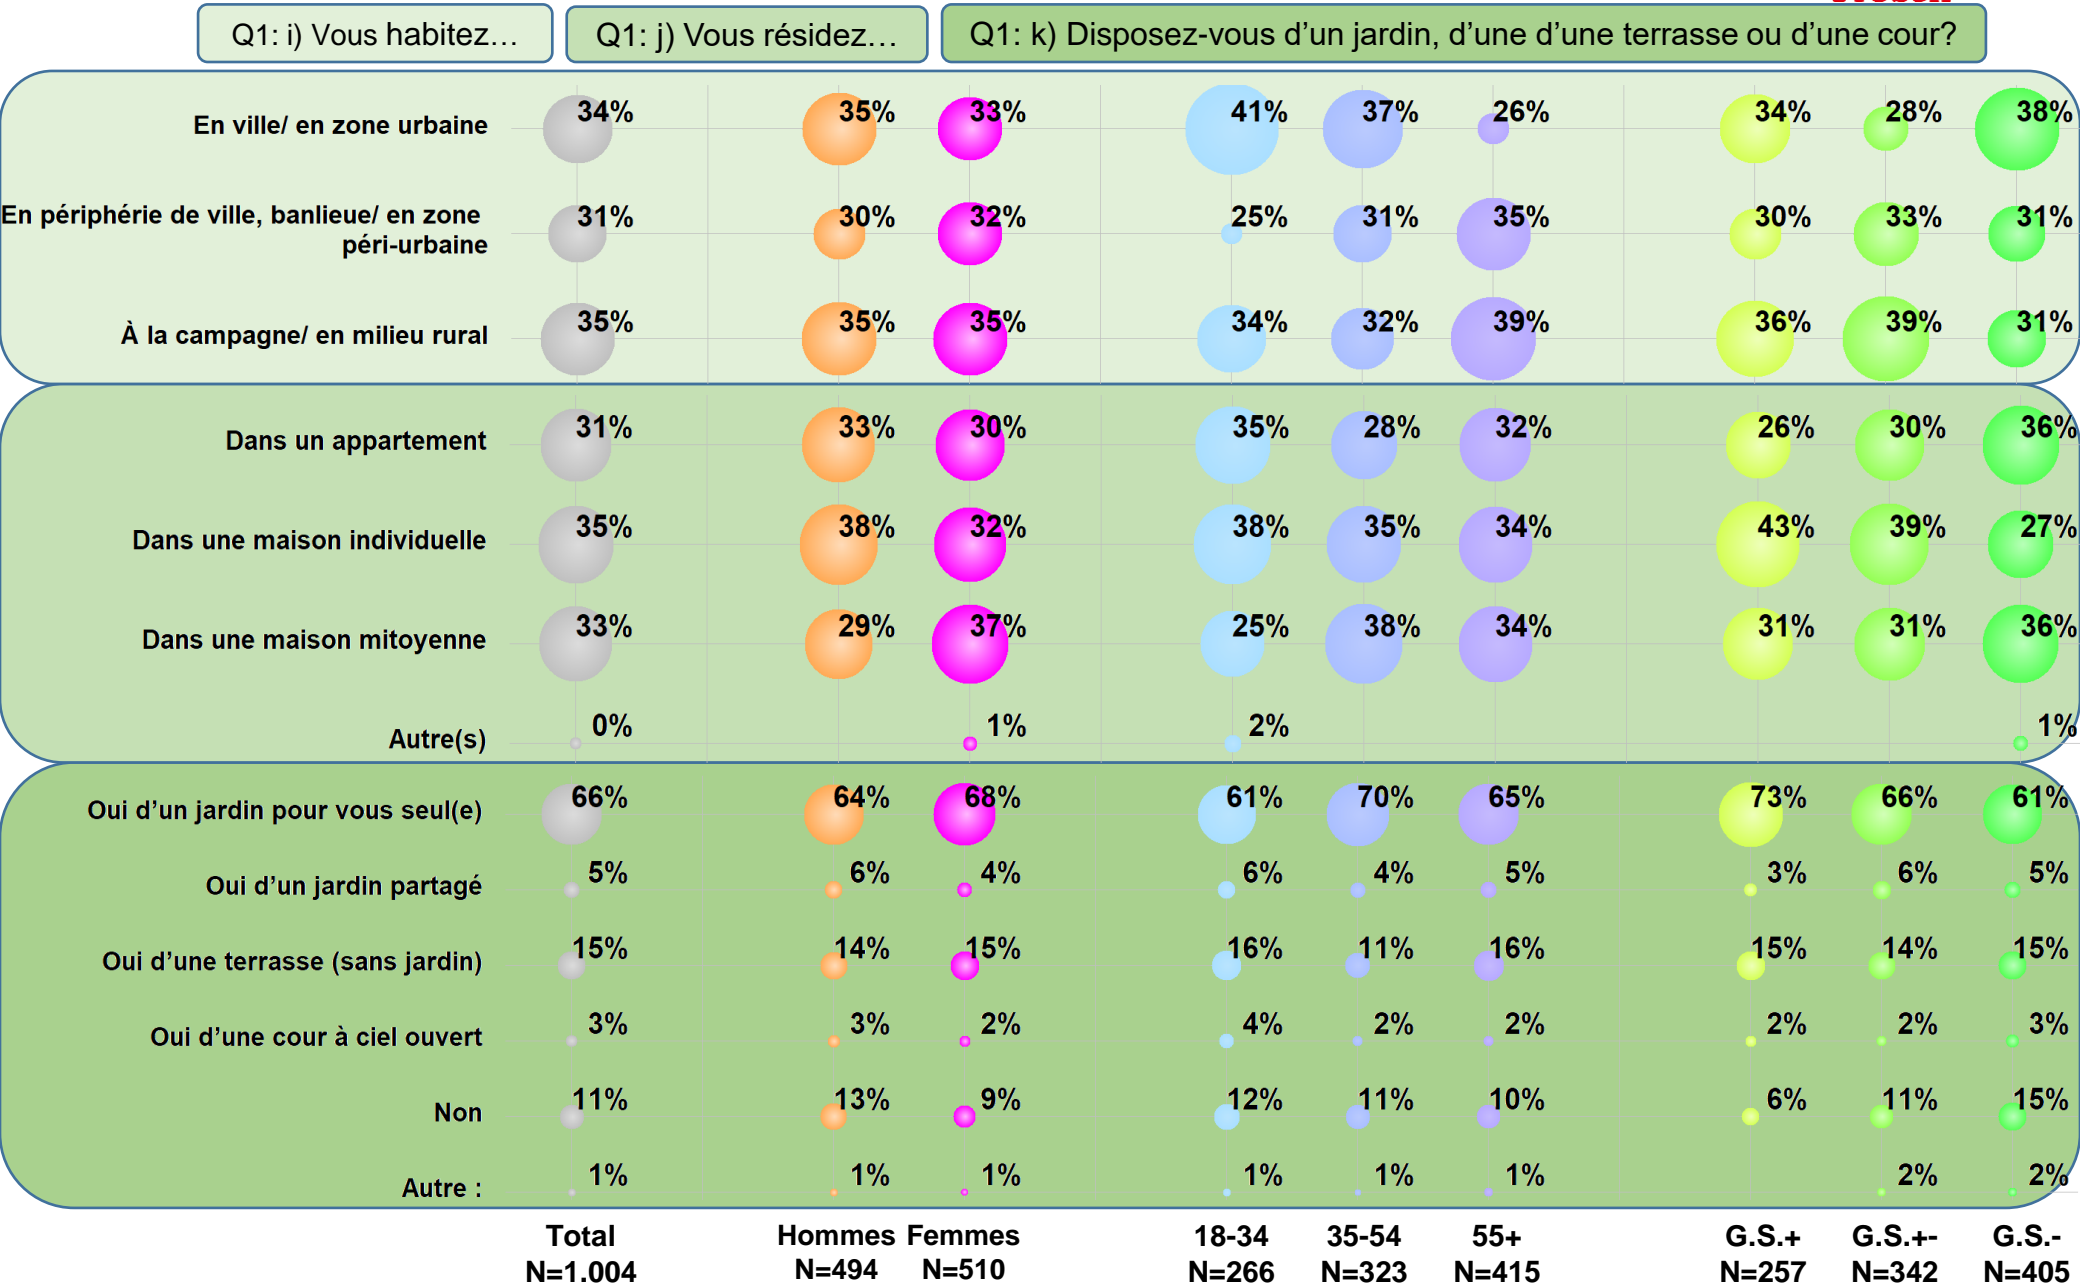 Q1: i) Vous habitez…
Q1: j) Vous résidez…
Q1: k) Disposez-vous d’un jardin, d’une d’une terrasse ou d’une cour?
En ville/ en zone urbaine 34% 35% 33% 41% 37% 26% 34% 28% 38%
En périphérie de ville, banlieue/ en zone
péri-urbaine 31% 30% 32% 25% 31% 35% 30% 33% 31%
À la campagne/ en milieu rural 35% 35% 35% 34% 32% 39% 36% 39% 31%
Dans un appartement 31% 33% 30% 35% 28% 32% 26% 30% 36%
Dans une maison individuelle 35% 38% 32% 38% 35% 34% 43% 39% 27%
Dans une maison mitoyenne 33% 29% 37% 25% 38% 34% 31% 31% 36%
Autre(s) 0% 1% 2% 1%
Oui d’un jardin pour vous seul(e) 66% 64% 68% 61% 70% 65% 73% 66% 61%
Oui d’un jardin partagé 5% 6% 4% 6% 4% 5% 3% 6% 5%
Oui d’une terrasse (sans jardin) 15% 14% 15% 16% 11% 16% 15% 14% 15%
Oui d’une cour à ciel ouvert 3% 3% 2% 4% 2% 2% 2% 2% 3%
Non 11% 13% 9% 12% 11% 10% 6% 11% 15%
Autre : 1% 1% 1% 1% 1% 1% 2% 2%
Total Hommes Femmes 18-34 35-54 55+ G.S.+ G.S.+- G.S.-
N=1.004 N=494 N=510 N=266 N=323 N=415 N=257 N=342 N=405